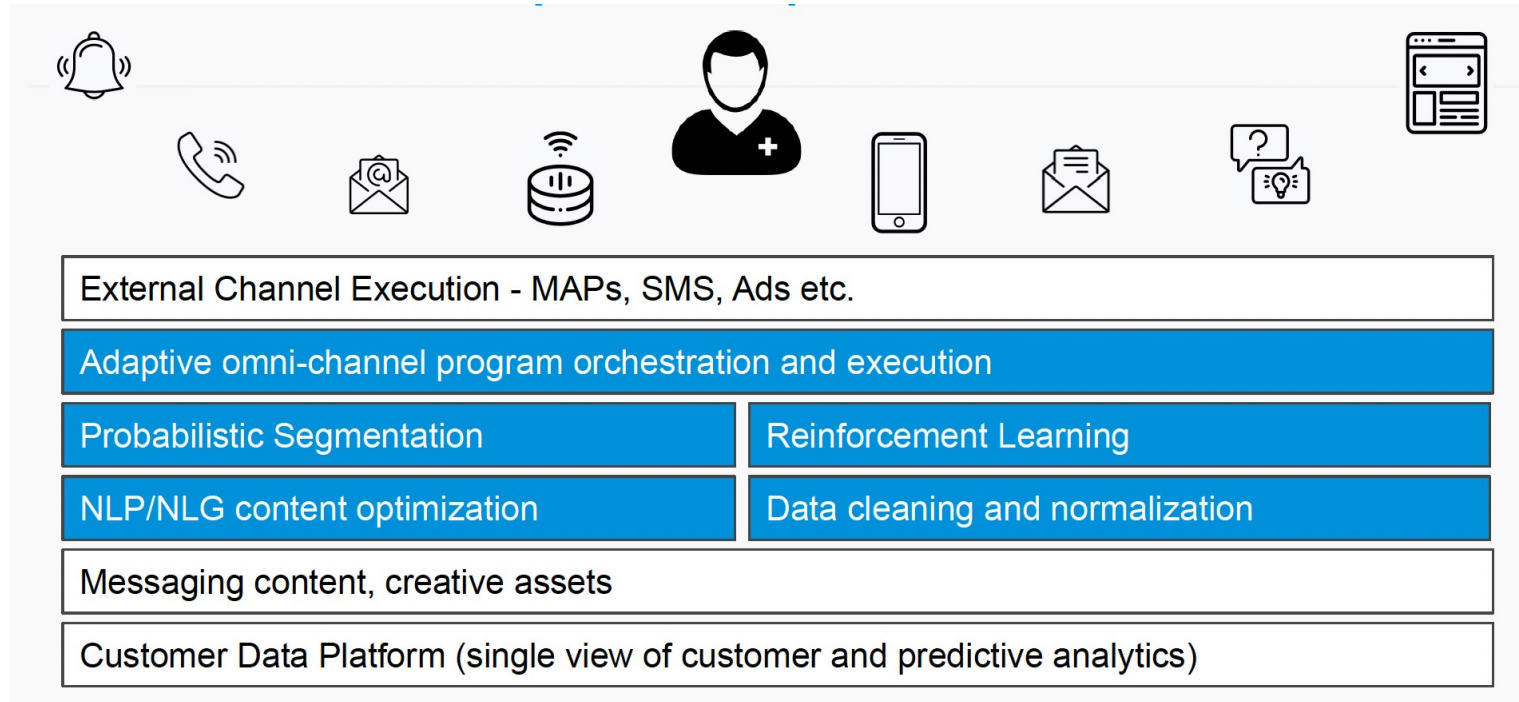 External Channel Execution - MAPs, SMS, Ads etc.
Adaptive omni-channel program orchestration and execution
Probabilistic Segmentation
Reinforcement Learning
NLP/NLG content optimization
Data cleaning and normalization
Messaging content, creative assets
Customer Data Platform (single view of customer and predictive analytics)